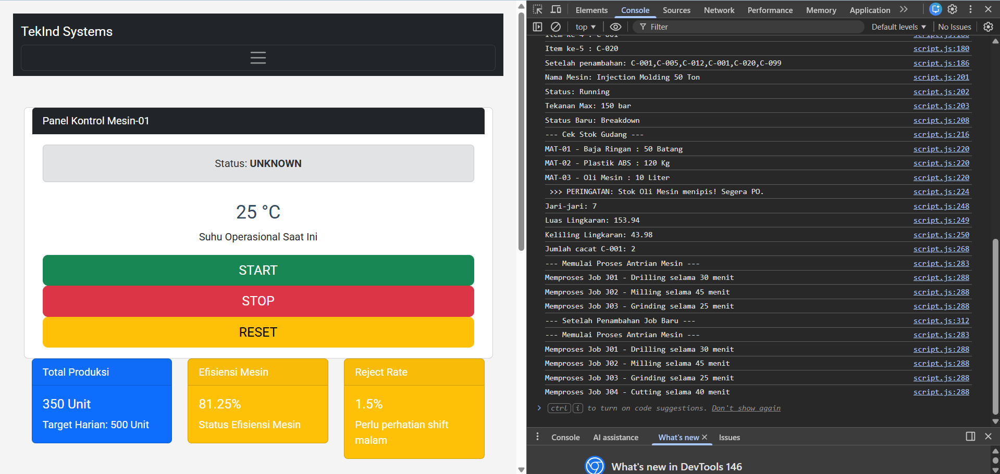 TekInd Systems
Panel Kontrol Mesin-01
Status: UNKNOWN
25 °C
Suhu Operasional Saat Ini
START
STOP
RESET
Total Produksi
350 Unit
Target Harian: 500 Unit
Efisiensi Mesin
81.25%
Status Efisiensi Mesin
Reject Rate
1.5%
Perlu perhatian shift
malam
Elements Console Sources Network Performance Memory Application
top Filter Default levels No Issues
Item ke-4 : C-001 script.js:180
Item ke-5 : C-020 script.js:180
Setelah penambahan: C-001,C-005,C-012,C-001,C-020,C-099 script.js:186
Nama Mesin: Injection Molding 50 Ton script.js:201
Status: Running script.js:202
Tekanan Max: 150 bar script.js:203
Status Baru: Breakdown script.js:208
--- Cek Stok Gudang --- script.js:216
MAT-01 - Baja Ringan : 50 Batang script.js:220
MAT-02 - Plastik ABS : 120 Kg script.js:220
MAT-03 - Oli Mesin : 10 Liter script.js:220
>>> PERINGATAN: Stok Oli Mesin menipis! Segera PO. script.js:224
Jari-jari: 7 script.js:248
Luas Lingkaran: 153.94 script.js:249
Keliling Lingkaran: 43.98 script.js:250
Jumlah cacat C-001: 2 script.js:268
--- Memulai Proses Antrian Mesin --- script.js:283
Memproses Job J01 - Drilling selama 30 menit script.js:288
Memproses Job J02 - Milling selama 45 menit script.js:288
Memproses Job J03 - Grinding selama 25 menit script.js:288
--- Setelah Penambahan Job Baru --- script.js:312
--- Memulai Proses Antrian Mesin --- script.js:283
Memproses Job J01 - Drilling selama 30 menit script.js:288
Memproses Job J02 - Milling selama 45 menit script.js:288
Memproses Job J03 - Grinding selama 25 menit script.js:288
Memproses Job J04 - Cutting selama 40 menit script.js:288
ctrl i to turn on code suggestions. Don't show again
Console AI assistance What's new Issues
What's new in DevTools 146